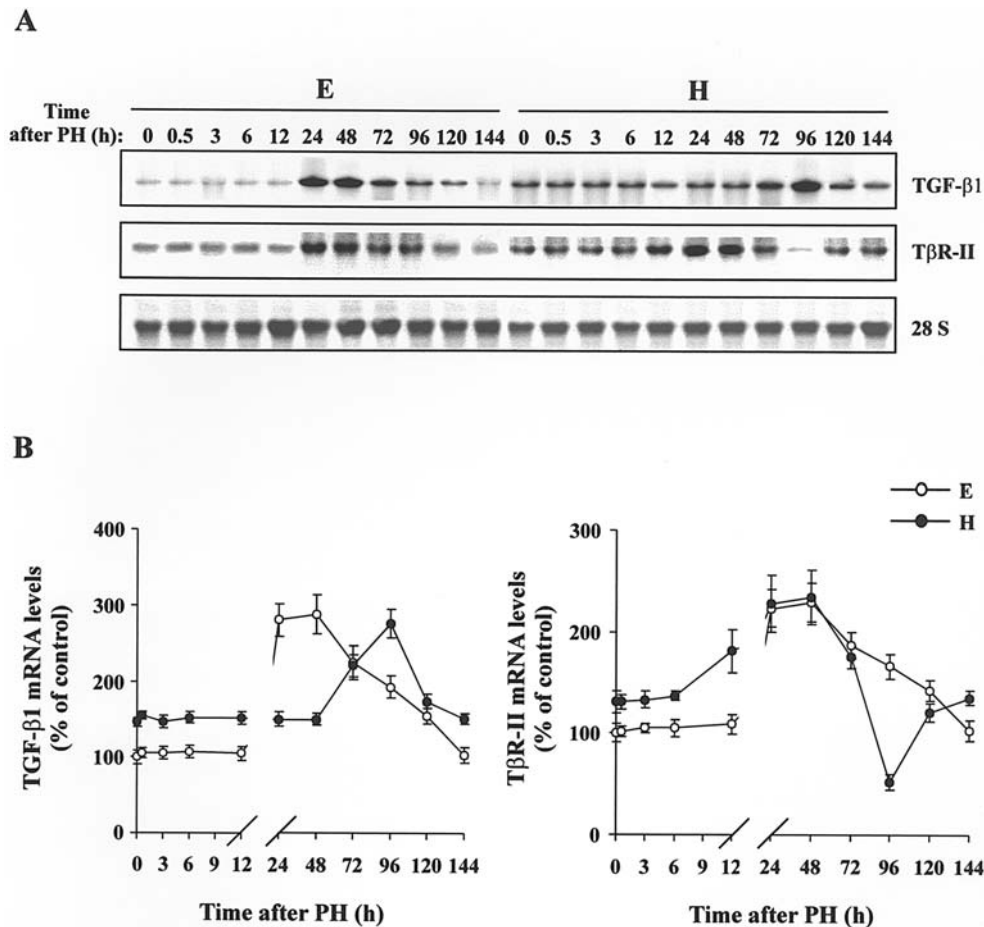 A
E H
Time
after PH (h): 0 0.5 3 6 12 24 48 72 96 120 144 0 0.5 3 6 12 24 48 72 96 120 144
TGF-β1
TβR-II
28 S
B
E
H
TGF-β1 mRNA levels
(% of control)
400
300
200
100
0
0 3 6 9 12 24 48 72 96 120 144
Time after PH (h)
TβR-II mRNA levels
(% of control)
300
200
100
0
0 3 6 9 12 24 48 72 96 120 144
Time after PH (h)